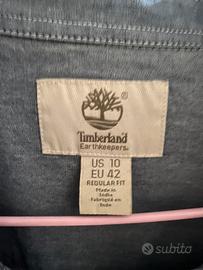 Timberland
Earthkeepers
US 10
EU 42
REGULAR FIT
Made in
India
Fabriqué en
Inde
subito